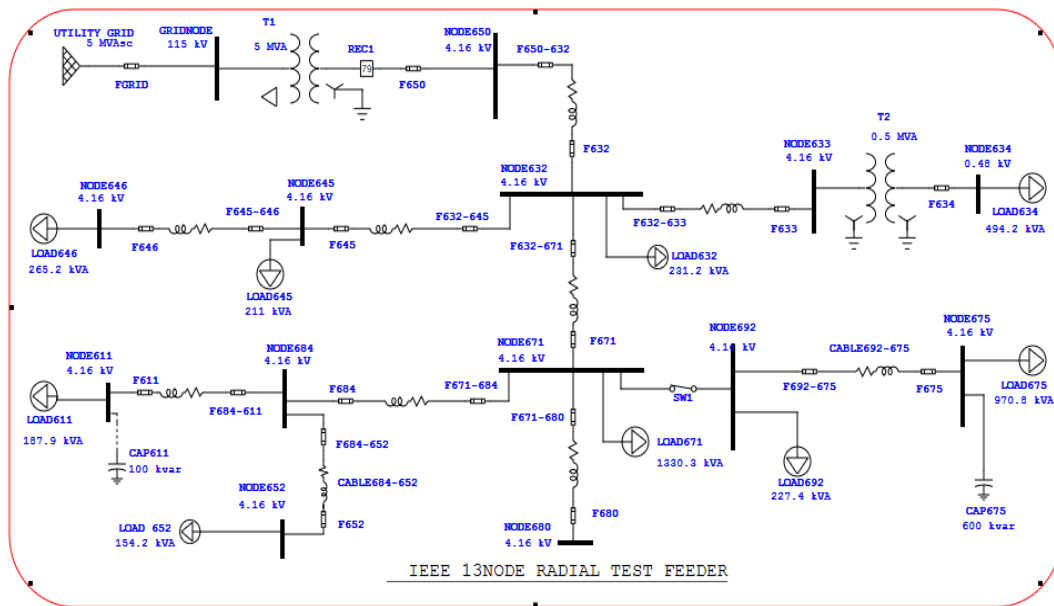 UTILITY GRID
5 MVAsc
FGRID
GRIDNODE
115 kV
T1
5 MVA
REC1
79
F650
NODE650
4.16 kV
F650-632
F632
NODE632
4.16 kV
T2
0.5 MVA
NODE633
4.16 kV
NODE634
0.48 kV
F632-633
F633
F634
LOAD634
494.2 kVA
NODE646
4.16 kV
NODE645
4.16 kV
F645-646
F632-645
F646
F645
LOAD646
265.2 kVA
LOAD645
211 kVA
F632-671
LOAD632
231.2 kVA
F671
NODE671
4.16 kV
NODE692
4.16 kV
NODE675
4.16 kV
CABLE692-675
F692-675
F675
LOAD675
970.8 kVA
SW1
NODE611
4.16 kV
NODE684
4.16 kV
F611
F684-611
F684
F671-684
LOAD611
187.9 kVA
CAP611
100 kvar
F684-652
CABLE684-652
NODE652
4.16 kV
F652
LOAD 652
154.2 kVA
F671-680
LOAD671
1330.3 kVA
LOAD692
227.4 kVA
CAP675
600 kvar
F680
NODE680
4.16 kV
IEEE 13NODE RADIAL TEST FEEDER